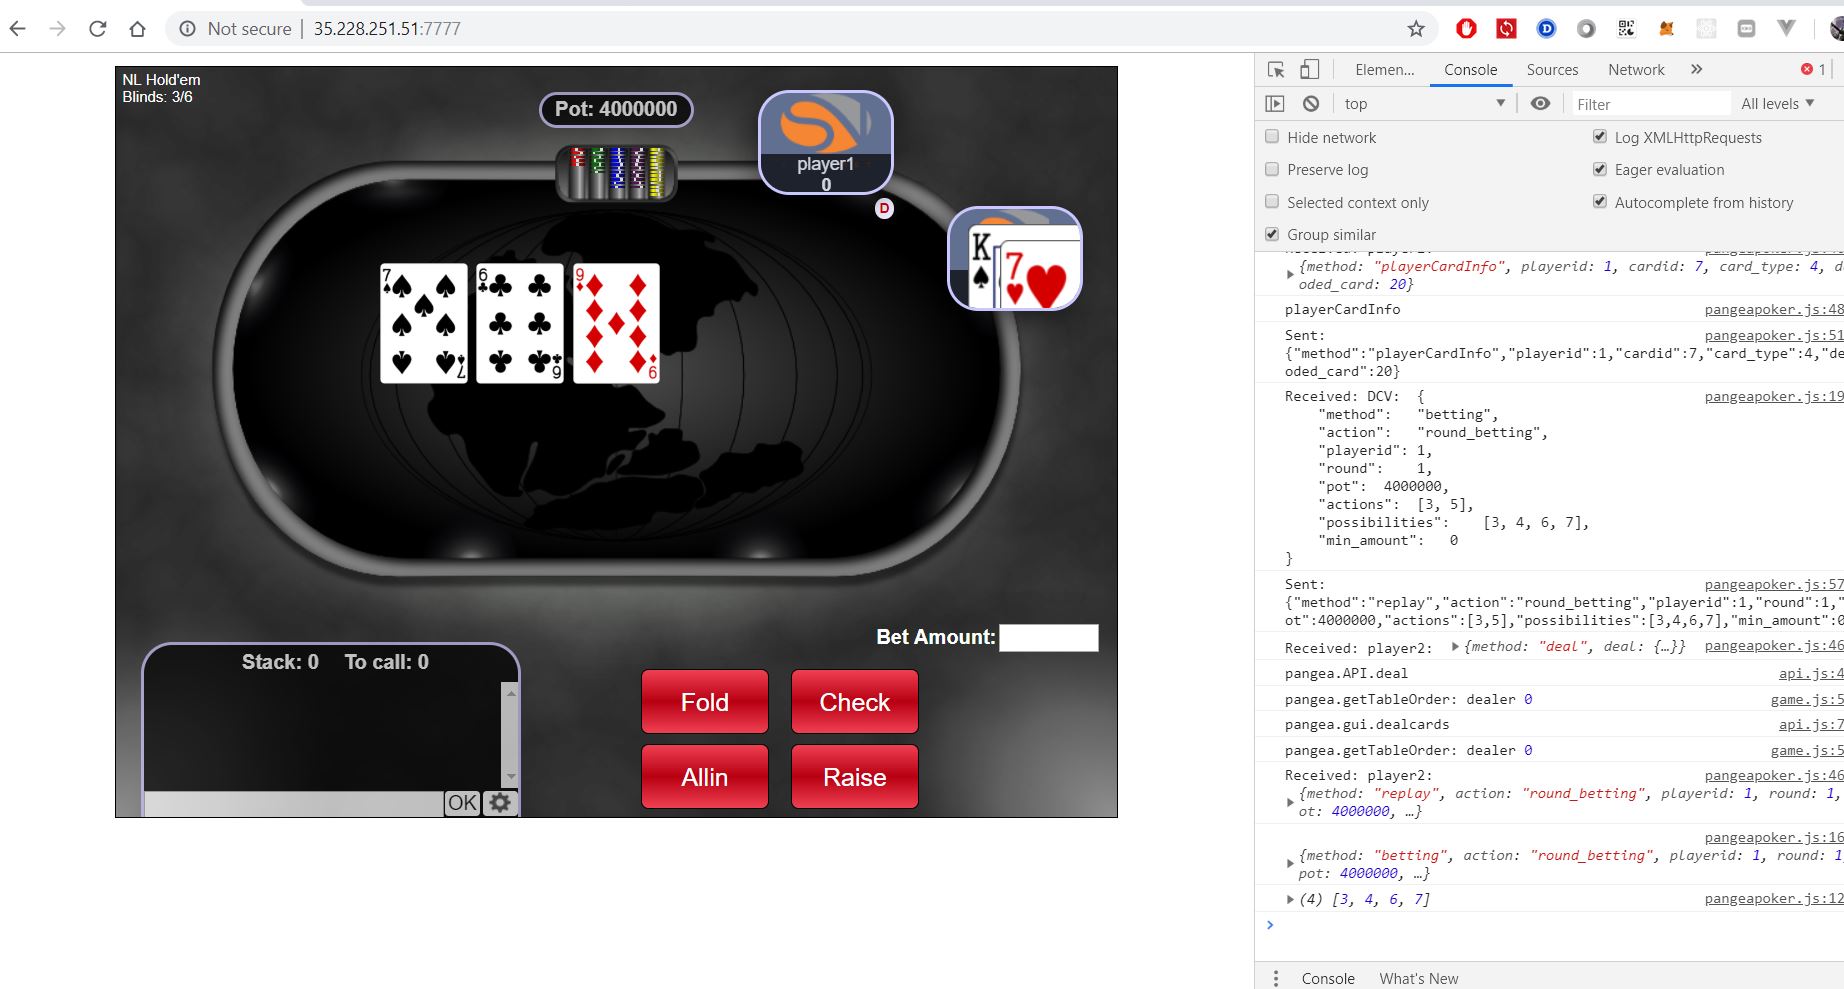 Not secure | 35.228.251.51:7777
NL Hold'em
Blinds: 3/6
Pot: 4000000
player1
0
D
K
7
7
7
6
6
9
9
Bet Amount:
Stack: 0 To call: 0
Fold
Check
Allin
Raise
OK
Elemen...
Console
Sources
Network
»
1
top
Filter
All levels
Hide network
Log XMLHttpRequests
Preserve log
Eager evaluation
Selected context only
Autocomplete from history
Group similar
{method: "playerCardInfo", playerid: 1, cardid: 7, card_type: 4, d
oded_card: 20}
playerCardInfo pangeapoker.js:48
Sent: pangeapoker.js:51
{"method":"playerCardInfo","playerid":1,"cardid":7,"card_type":4,"de
oded_card":20}
Received: DCV: { pangeapoker.js:19
"method": "betting",
"action": "round_betting",
"playerid": 1,
"round": 1,
"pot": 4000000,
"actions": [3, 5],
"possibilities": [3, 4, 6, 7],
"min_amount": 0
}
Sent: pangeapoker.js:57
{"method":"replay","action":"round_betting","playerid":1,"round":1,"
ot":4000000,"actions":[3,5],"possibilities":[3,4,6,7],"min_amount":0
Received: player2: {method: "deal", deal: {…}} pangeapoker.js:46
pangea.API.deal api.js:4
pangea.getTableOrder: dealer 0 game.js:5
pangea.gui.dealcards api.js:7
pangea.getTableOrder: dealer 0 game.js:5
Received: player2: pangeapoker.js:46
{method: "replay", action: "round_betting", playerid: 1, round: 1,
ot: 4000000, …}
pangeapoker.js:16
{method: "betting", action: "round_betting", playerid: 1, round: 1
pot: 4000000, …}
(4) [3, 4, 6, 7] pangeapoker.js:12
Console
What's New